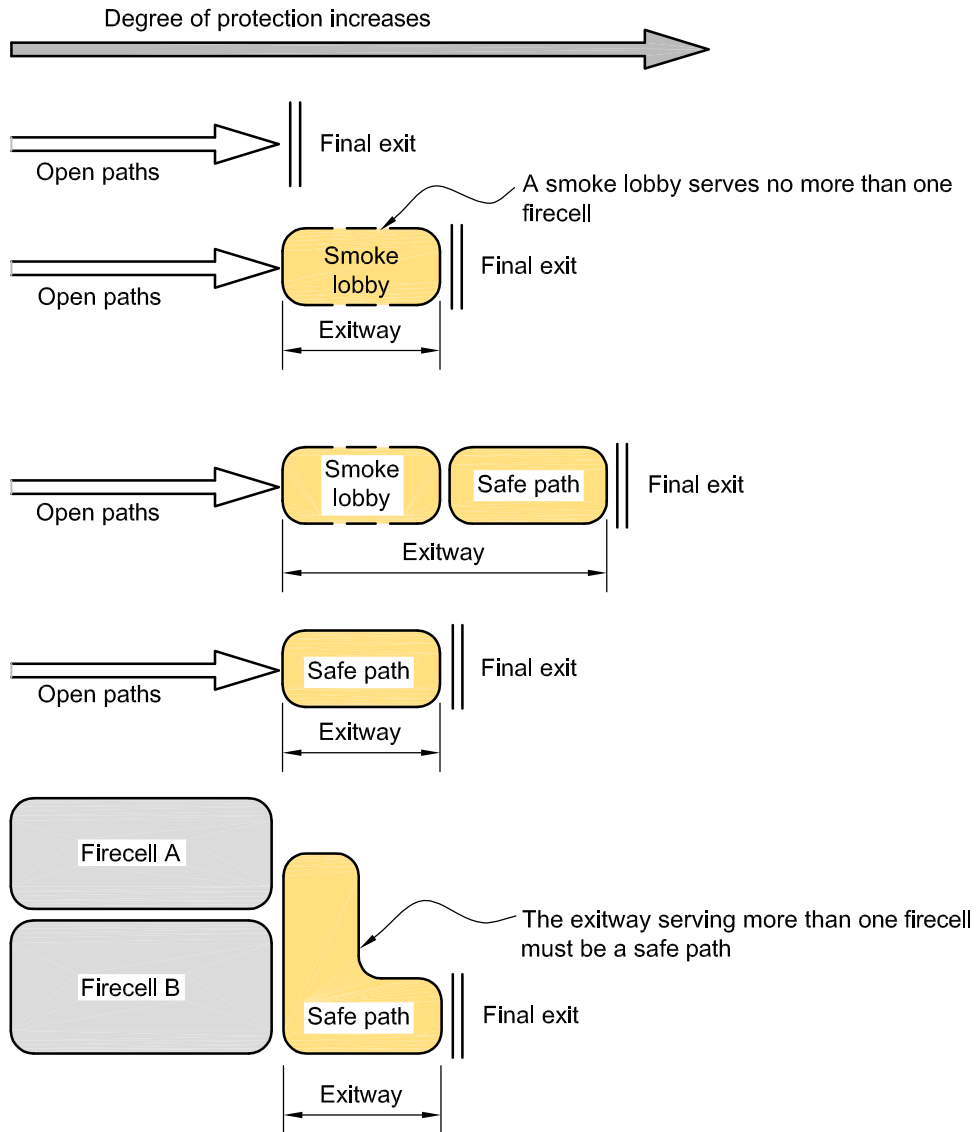 Degree of protection increases
Final exit
Open paths
A smoke lobby serves no more than one
firecell
Smoke
lobby
Final exit
Open paths
Exitway
Smoke
lobby
Safe path
Final exit
Open paths
Exitway
Safe path
Final exit
Open paths
Exitway
Firecell A
The exitway serving more than one firecell
must be a safe path
Firecell B
Safe path
Final exit
Exitway